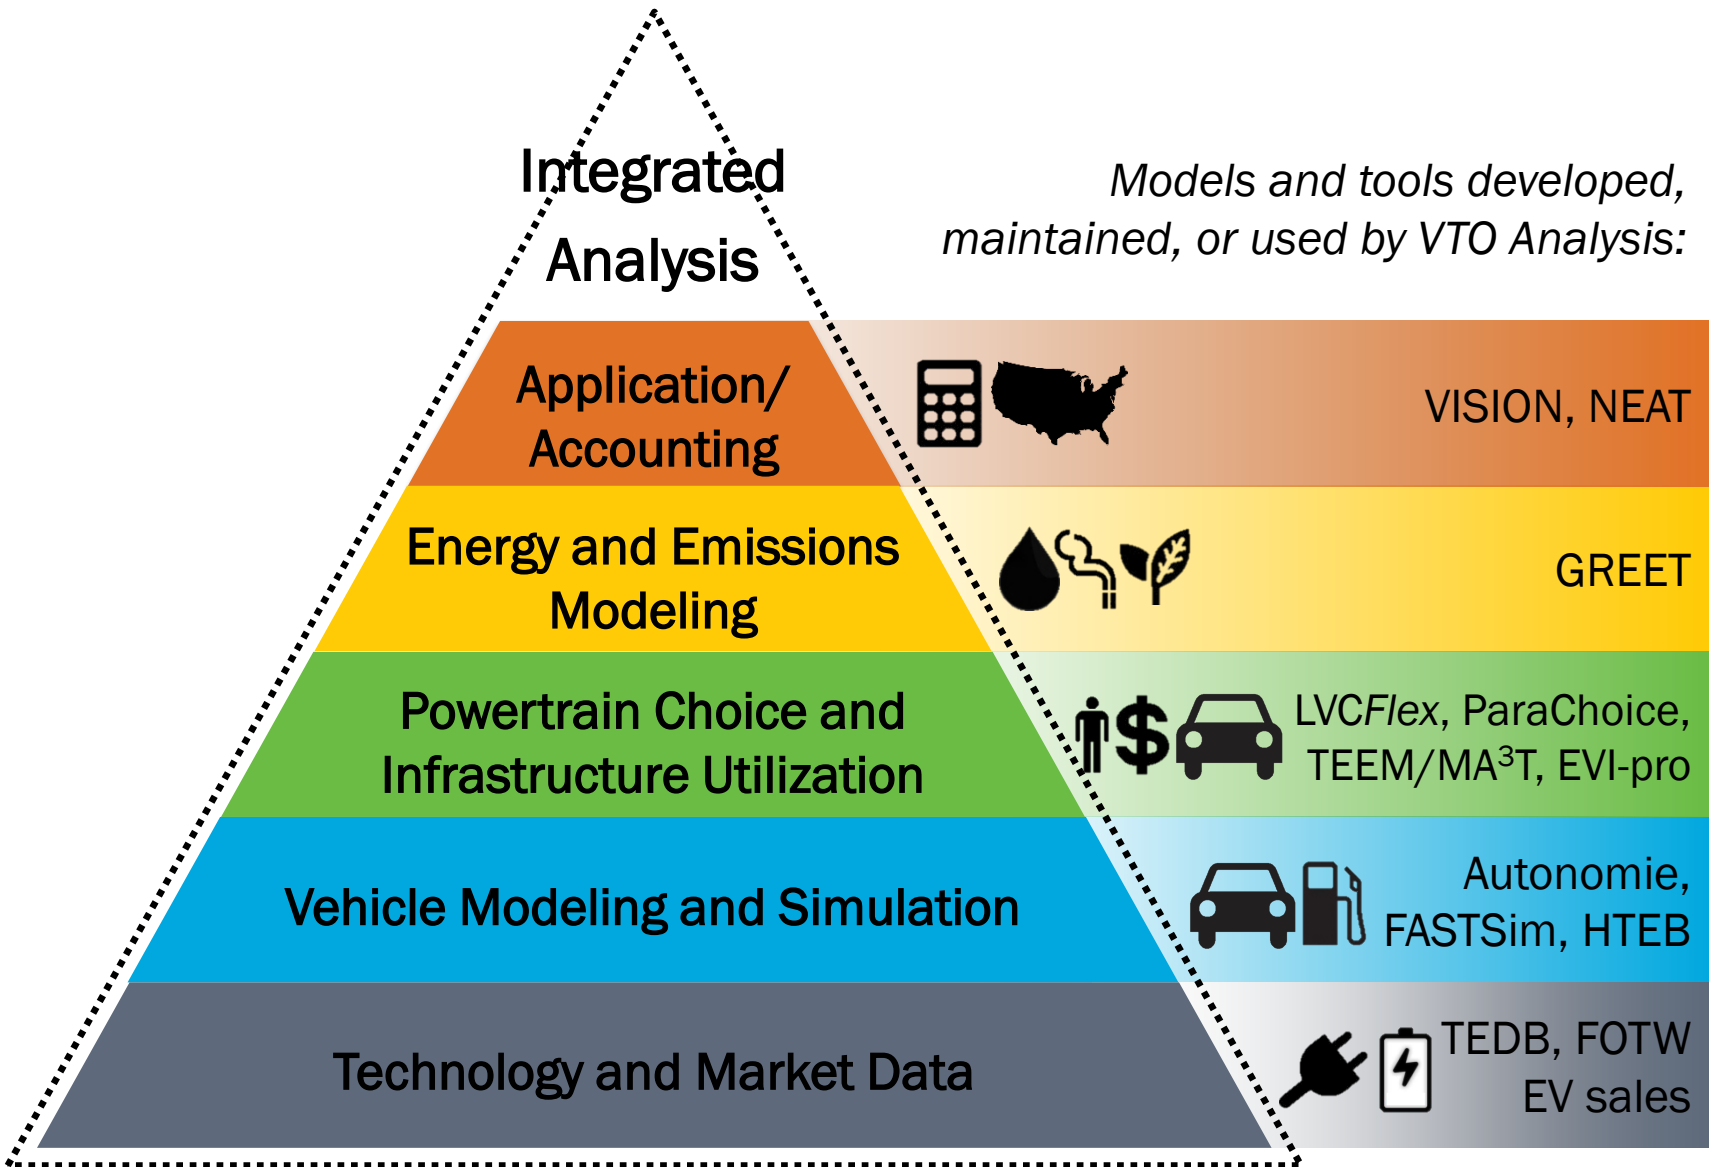 Integrated
Analysis
Models and tools developed,
maintained, or used by VTO Analysis:
Application/
Accounting
VISION, NEAT
Energy and Emissions
Modeling
GREET
Powertrain Choice and
Infrastructure Utilization
LVCFlex, ParaChoice,
TEEM/MA³T, EVI-pro
Vehicle Modeling and Simulation
Autonomie,
FASTSim, HTEB
Technology and Market Data
TEDB, FOTW
EV sales